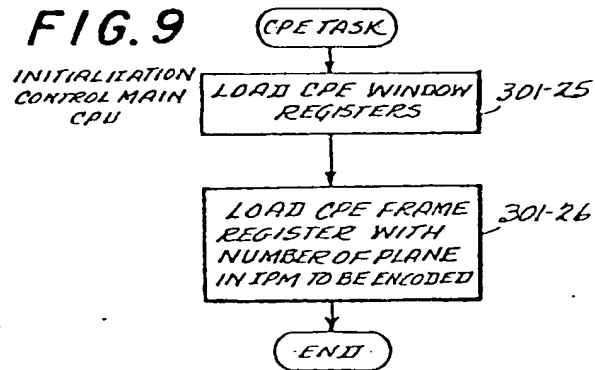 FIG. 9
INITIALIZATION
CONTROL MAIN
CPU
CPE TASK
LOAD CPE WINDOW
REGISTERS
301-25
LOAD CPE FRAME
REGISTER WITH
NUMBER OF PLANE
IN IPM TO BE ENCODED
301-26
END